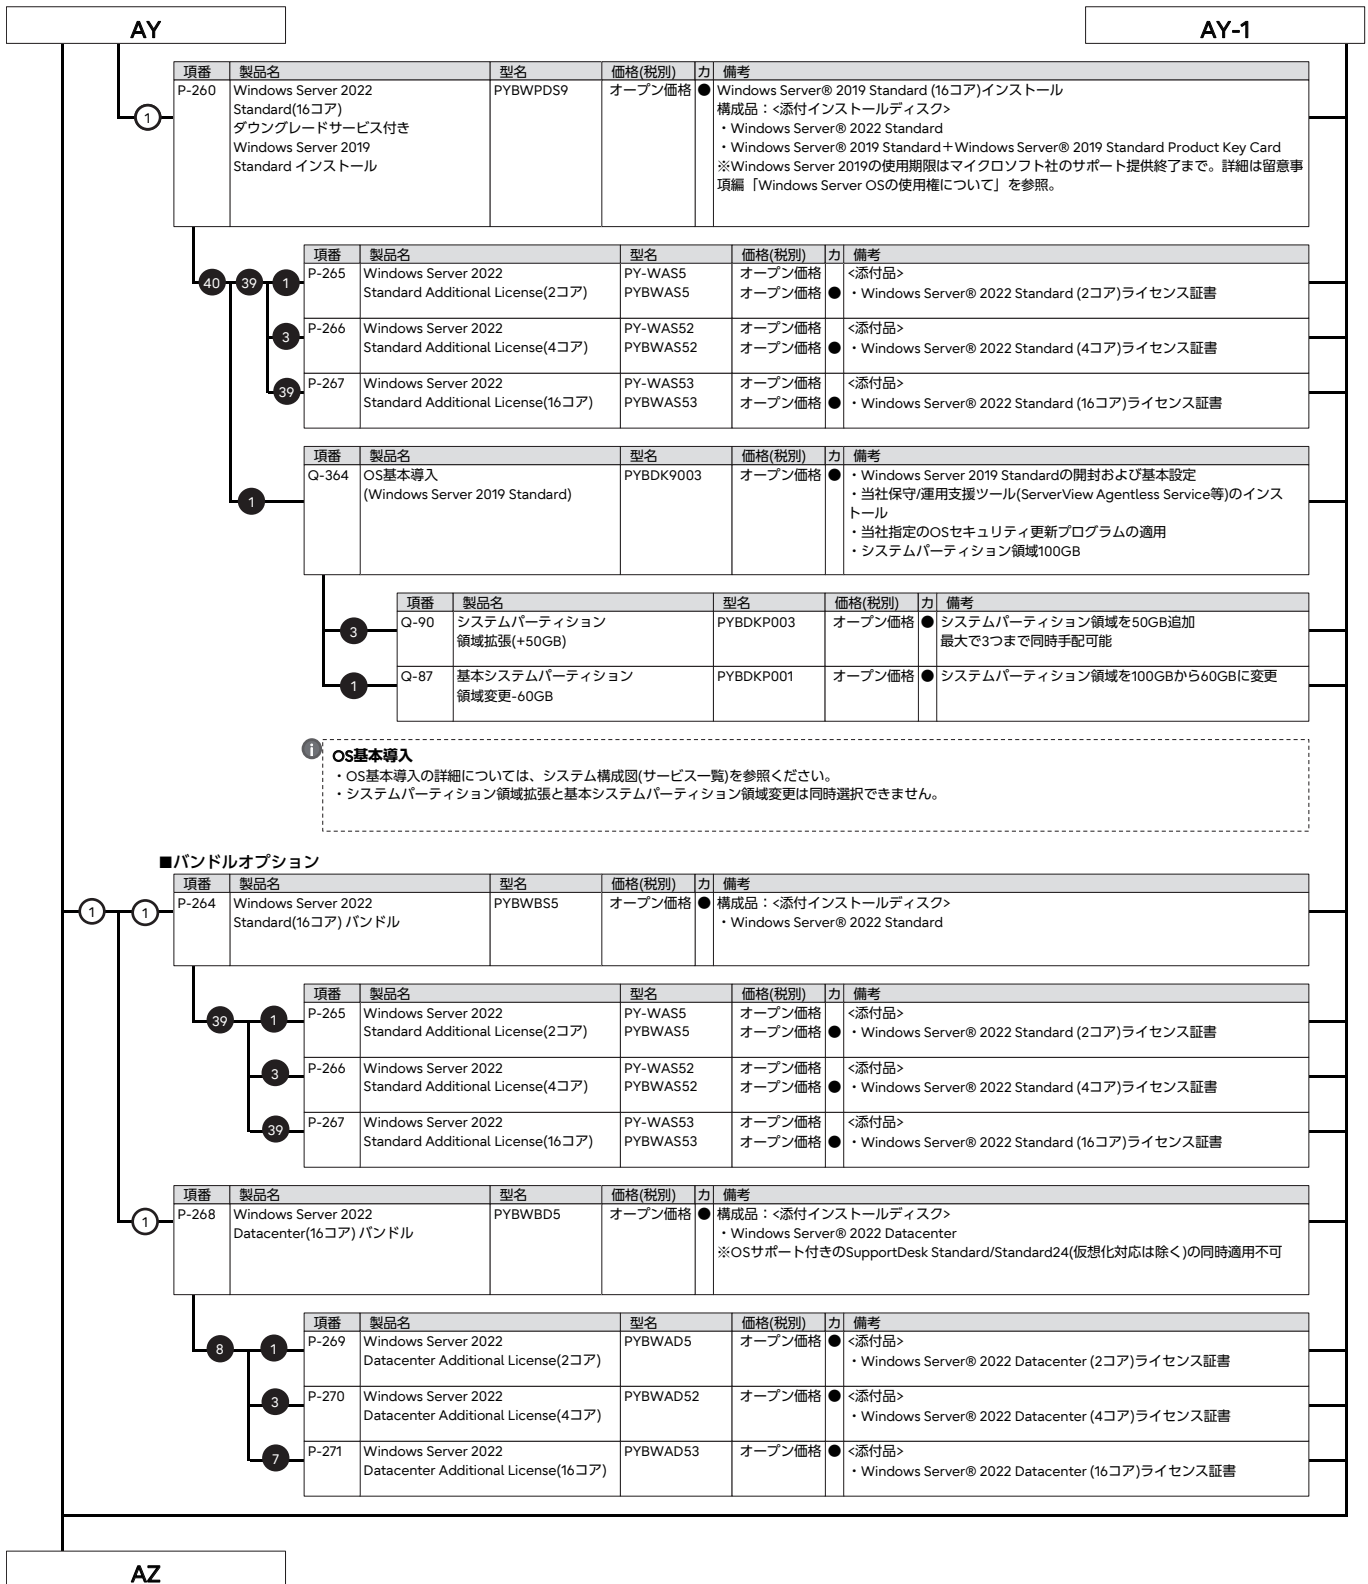 AY
AY-1
項番 製品名 型名 価格(税別) カ 備考
P-260 Windows Server 2022 PYBWPDS9 オープン価格 ● Windows Server® 2019 Standard (16コア)インストール
Standard(16コア) 構成品：<添付インストールディスク>
ダウングレードサービス付き ・Windows Server® 2022 Standard
Windows Server 2019 ・Windows Server® 2019 Standard＋Windows Server® 2019 Standard Product Key Card
Standard インストール ※Windows Server 2019の使用期限はマイクロソフト社のサポート提供終了まで。詳細は留意事
項編「Windows Server OSの使用権について」を参照。
1
項番 製品名 型名 価格(税別) カ 備考
40 39 1 P-265 Windows Server 2022 PY-WAS5 オープン価格 <添付品>
Standard Additional License(2コア) PYBWAS5 オープン価格 ● ・Windows Server® 2022 Standard (2コア)ライセンス証書
3 P-266 Windows Server 2022 PY-WAS52 オープン価格 <添付品>
Standard Additional License(4コア) PYBWAS52 オープン価格 ● ・Windows Server® 2022 Standard (4コア)ライセンス証書
39 P-267 Windows Server 2022 PY-WAS53 オープン価格 <添付品>
Standard Additional License(16コア) PYBWAS53 オープン価格 ● ・Windows Server® 2022 Standard (16コア)ライセンス証書
項番 製品名 型名 価格(税別) カ 備考
1 Q-364 OS基本導入 PYBDK9003 オープン価格 ● ・Windows Server 2019 Standardの開封および基本設定
(Windows Server 2019 Standard) ・当社保守/運用支援ツール(ServerView Agentless Service等)のインス
トール
・当社指定のOSセキュリティ更新プログラムの適用
・システムパーティション領域100GB
項番 製品名 型名 価格(税別) カ 備考
3 Q-90 システムパーティション PYBDKP003 オープン価格 ● システムパーティション領域を50GB追加
領域拡張(+50GB) 最大で3つまで同時手配可能
1 Q-87 基本システムパーティション PYBDKP001 オープン価格 ● システムパーティション領域を100GBから60GBに変更
領域変更-60GB
i OS基本導入
・OS基本導入の詳細については、システム構成図(サービス一覧)を参照ください。
・システムパーティション領域拡張と基本システムパーティション領域変更は同時選択できません。
■バンドルオプション
項番 製品名 型名 価格(税別) カ 備考
1 1 P-264 Windows Server 2022 PYBWBS5 オープン価格 ● 構成品：<添付インストールディスク>
Standard(16コア) バンドル ・Windows Server® 2022 Standard
項番 製品名 型名 価格(税別) カ 備考
39 1 P-265 Windows Server 2022 PY-WAS5 オープン価格 <添付品>
Standard Additional License(2コア) PYBWAS5 オープン価格 ● ・Windows Server® 2022 Standard (2コア)ライセンス証書
3 P-266 Windows Server 2022 PY-WAS52 オープン価格 <添付品>
Standard Additional License(4コア) PYBWAS52 オープン価格 ● ・Windows Server® 2022 Standard (4コア)ライセンス証書
39 P-267 Windows Server 2022 PY-WAS53 オープン価格 <添付品>
Standard Additional License(16コア) PYBWAS53 オープン価格 ● ・Windows Server® 2022 Standard (16コア)ライセンス証書
項番 製品名 型名 価格(税別) カ 備考
1 P-268 Windows Server 2022 PYBWBD5 オープン価格 ● 構成品：<添付インストールディスク>
Datacenter(16コア) バンドル ・Windows Server® 2022 Datacenter
※OSサポート付きのSupportDesk Standard/Standard24(仮想化対応は除く)の同時適用不可
項番 製品名 型名 価格(税別) カ 備考
8 1 P-269 Windows Server 2022 PYBWAD5 オープン価格 ● <添付品>
Datacenter Additional License(2コア) ・Windows Server® 2022 Datacenter (2コア)ライセンス証書
3 P-270 Windows Server 2022 PYBWAD52 オープン価格 ● <添付品>
Datacenter Additional License(4コア) ・Windows Server® 2022 Datacenter (4コア)ライセンス証書
7 P-271 Windows Server 2022 PYBWAD53 オープン価格 ● <添付品>
Datacenter Additional License(16コア) ・Windows Server® 2022 Datacenter (16コア)ライセンス証書
AZ